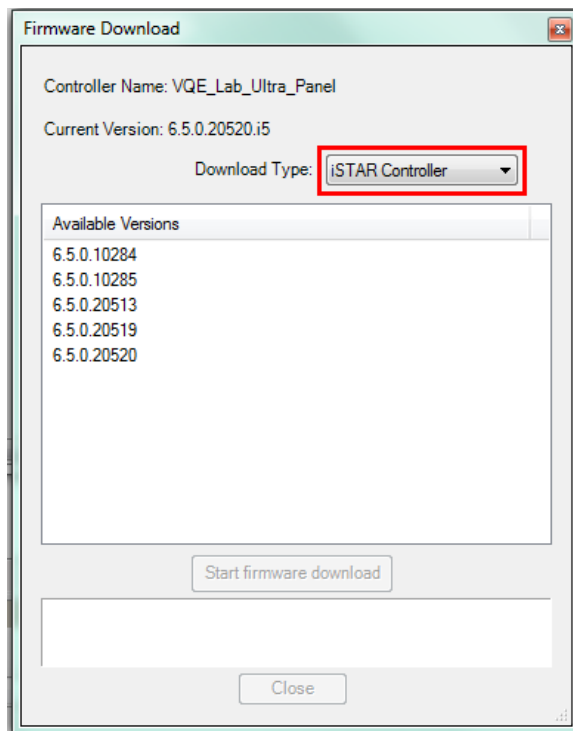 Firmware Download
Controller Name: VQE_Lab_Ultra_Panel
Current Version: 6.5.0.20520.i5
Download Type: iSTAR Controller
Available Versions
6.5.0.10284
6.5.0.10285
6.5.0.20513
6.5.0.20519
6.5.0.20520
Start firmware download
Close